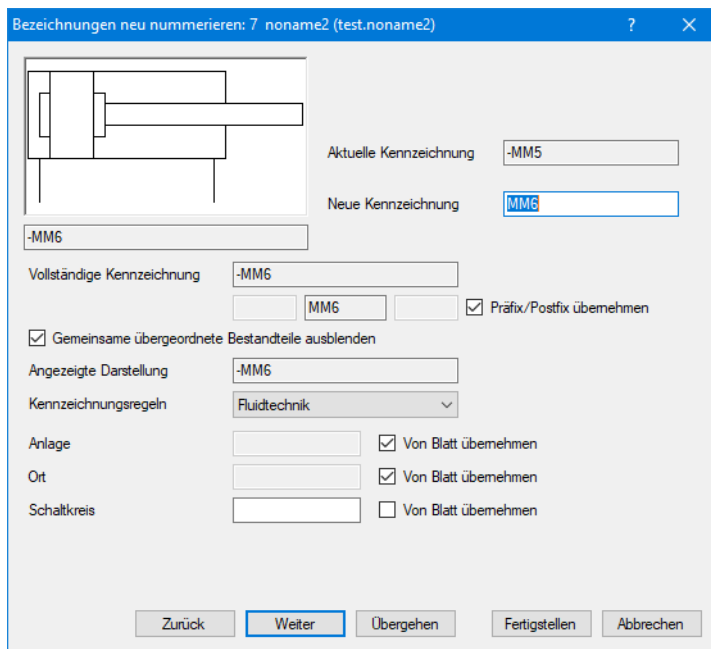 Bezeichnungen neu nummerieren: 7 noname2 (test.noname2)
? ×
Aktuelle Kennzeichnung -MM5
Neue Kennzeichnung MM6
-MM6
Vollständige Kennzeichnung -MM6
MM6 Präfix/Postfix übernehmen
Gemeinsame übergeordnete Bestandteile ausblenden
Angezeigte Darstellung -MM6
Kennzeichnungsregeln Fluidtechnik
Anlage Von Blatt übernehmen
Ort Von Blatt übernehmen
Schaltkreis Von Blatt übernehmen
Zurück Weiter Übergehen Fertigstellen Abbrechen